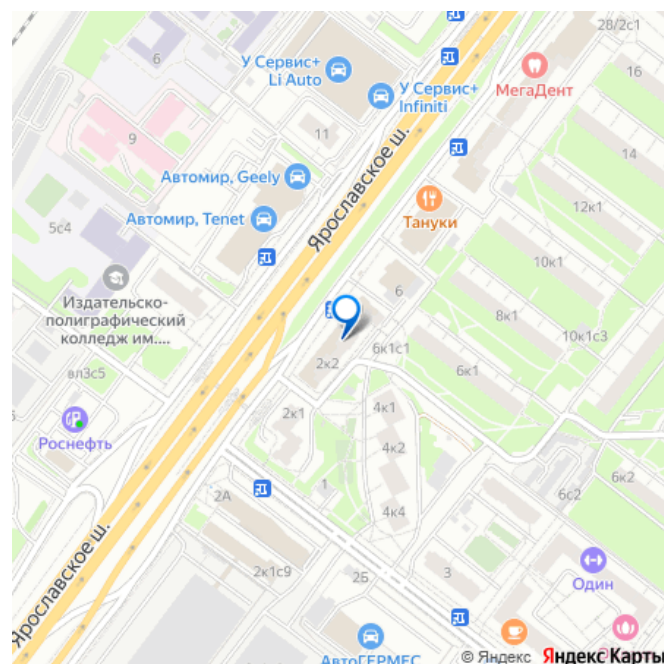 28/2с1
У Сервис+
Li Auto
6
16
МегаДент
У Сервис+
Infiniti
11
9
14
Ярославское ш.
Автомир, Geely
12к1
Автомир, Tenet
Тануки
5с4
10к1
Издательско-
полиграфический
колледж им....
6
8к1
10к1с3
2к2
6к1с1
6к1
вл3с5
4к1
2к1
Роснефть
4к2
1
6к2
2А
4к4
6с2
Ярославское ш.
2к1с9
2Б
3
Один
АвтоГЕРМЕС
© Яндекс Яндекс Карты